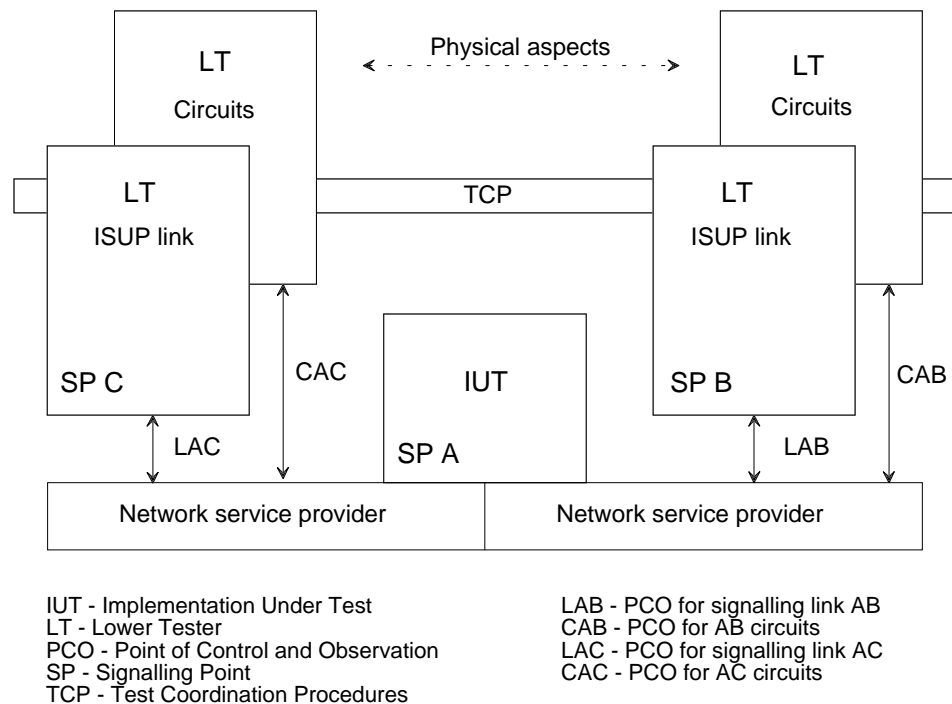 Physical aspects
LT
Circuits
LT
Circuits
TCP
LT
ISUP link
LT
ISUP link
SP C
CAC
IUT
SP B
CAB
LAC
SP A
LAB
Network service provider
Network service provider
IUT - Implementation Under Test
LT - Lower Tester
PCO - Point of Control and Observation
SP - Signalling Point
TCP - Test Coordination Procedures
LAB - PCO for signalling link AB
CAB - PCO for AB circuits
LAC - PCO for signalling link AC
CAC - PCO for AC circuits